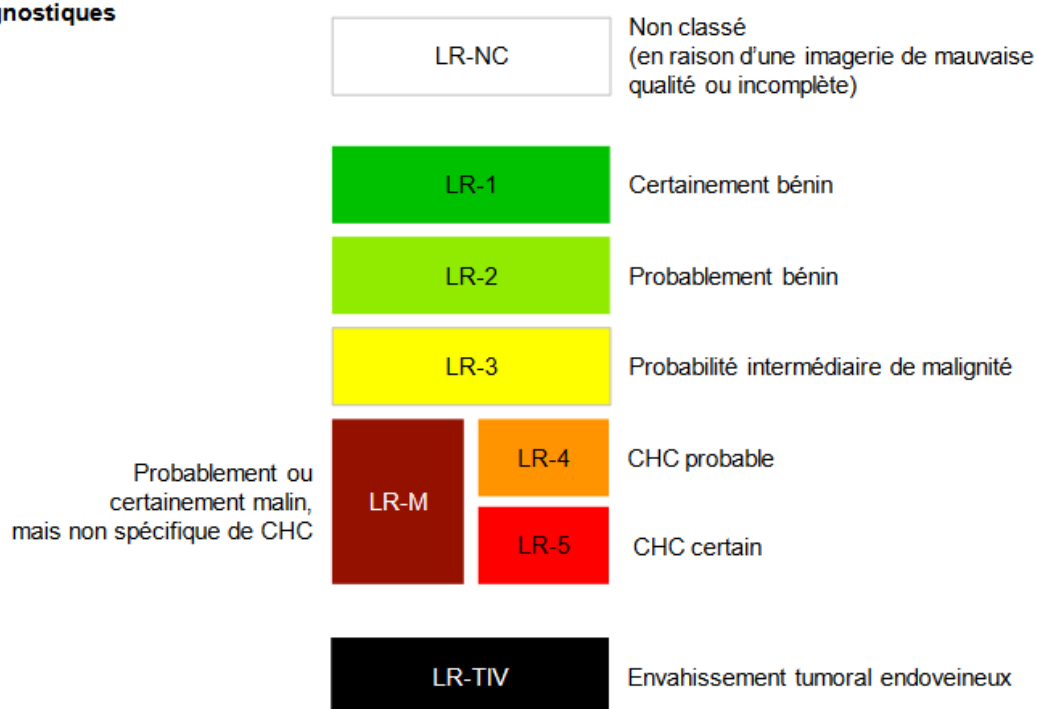 gnostiques
LR-NC
Non classé
(en raison d'une imagerie de mauvaise
qualité ou incomplète)
LR-1
Certainement bénin
LR-2
Probablement bénin
LR-3
Probabilité intermédiaire de malignité
Probablement ou
certainement malin,
mais non spécifique de CHC
LR-M
LR-4
CHC probable
LR-5
CHC certain
LR-TIV
Envahissement tumoral endoveineux